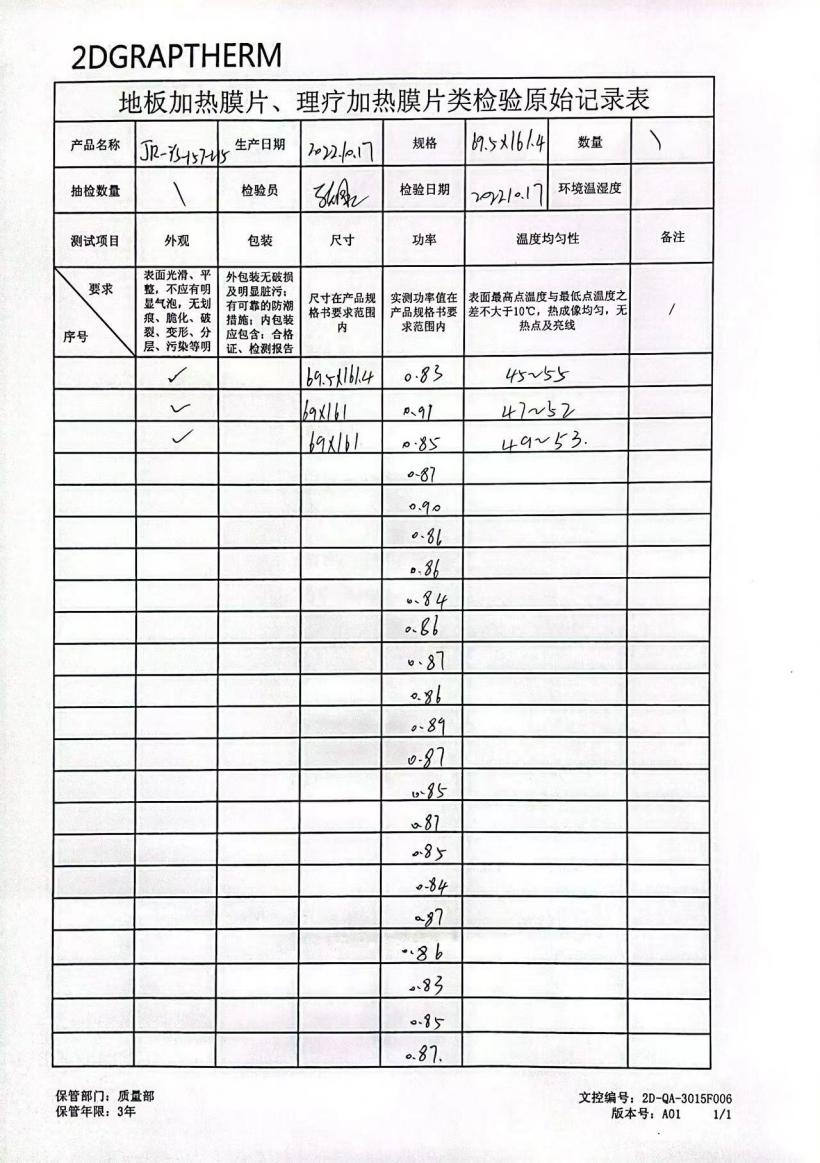 2DGRAPTHERM
地板加热膜片、理疗加热膜片类检验原始记录表
产品名称 生产日期 2022.10.17 规格 69.5X161.4 数量 \
抽检数量 \ 检验员 检验日期 202210.17 环境温湿度
测试项目 外观 包装 尺寸 功率 温度均匀性 备注
要求
序号
表面光滑、平
整，不应有明
显气泡，无划
痕、脆化、破
裂、变形、分
层、污染等明
外包装无破损
及明显脏污；
有可靠的防潮
措施；内包装
应包含：合格
证、检测报告
尺寸在产品规
格书要求范围
内
实测功率值在
产品规格书要
求范围内
表面最高点温度与最低点温度之
差不大于10℃，热成像均匀，无
热点及亮线
/
✓ 69.5X161.4 0.83 45~55
✓ 69X161 0.91 47~52
✓ 69X161 0.85 49~53.
0.87
0.90
0.86
0.86
0.84
0.86
0.87
0.86
0.89
0.87
0.85
0.87
0.85
0.84
0.87
0.86
0.83
0.85
0.87.
保管部门：质量部
保管年限：3年
文控编号：2D-QA-3015F006
版本号：A01 1/1